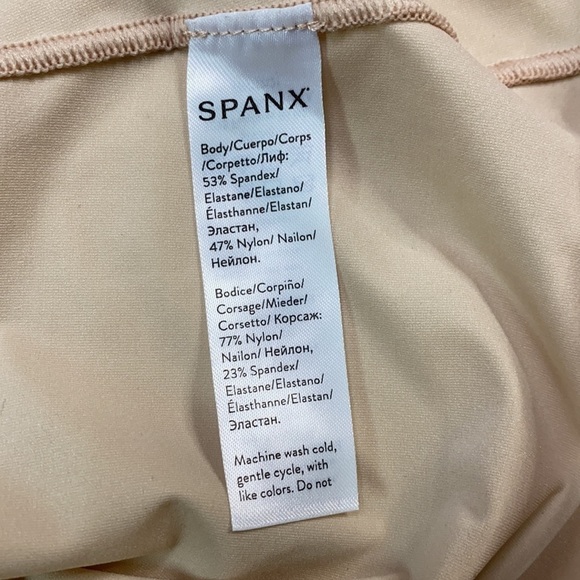 SPANX®
Body/Cuerpo/Corps
/Corpetto/Лиф:
53% Spandex/
Elastane/Elastano/
Élasthanne/Elastan/
Эластан,
47% Nylon/ Nailon/
Нейлон.
Bodice/Corpiño/
Corsage/Mieder/
Corsetto/ Корсаж:
77% Nylon/
Nailon/ Нейлон,
23% Spandex/
Elastane/Elastano/
Élasthanne/Elastan/
Эластан.
Machine wash cold,
gentle cycle, with
like colors. Do not